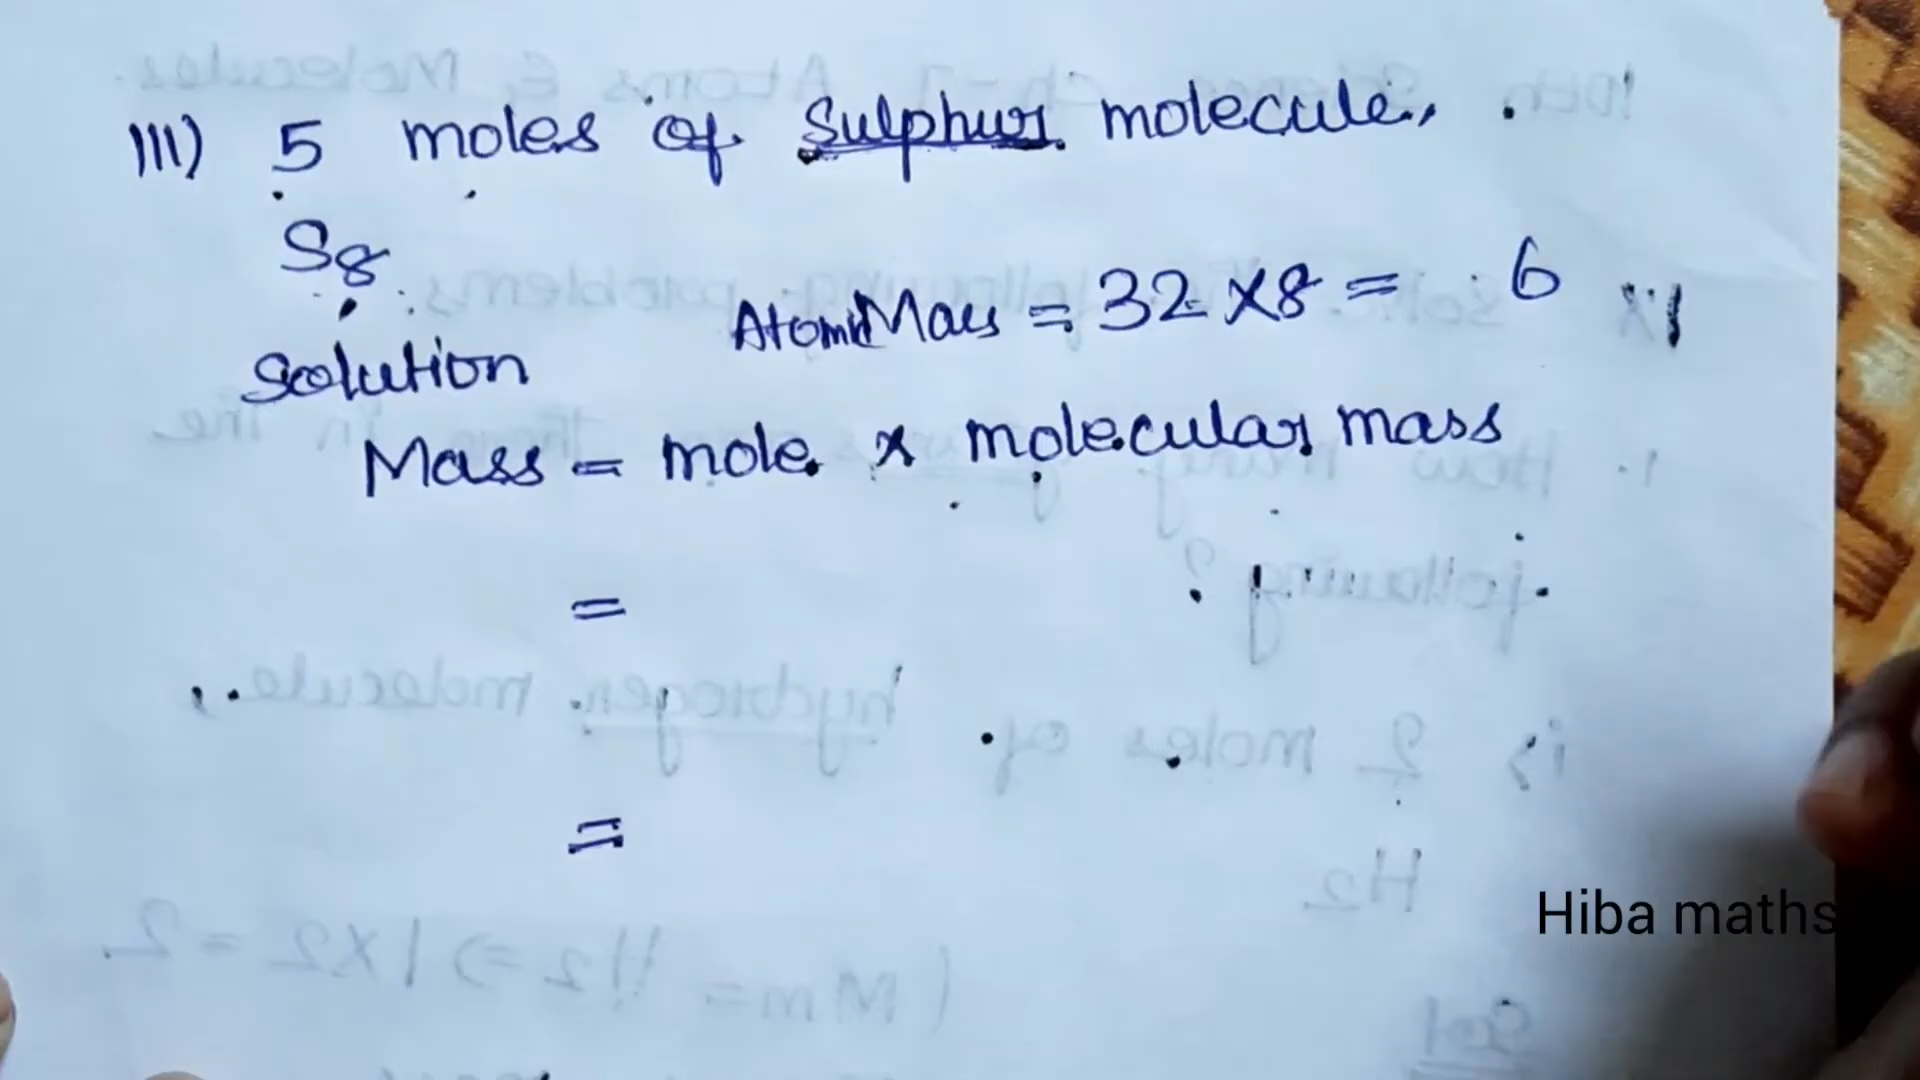 III) 5 moles of Sulphur molecule.
S8
Atomic Mass = 32 x 8 = 6
Solution
Mass = mole x molecular mass
=
=
Hiba maths